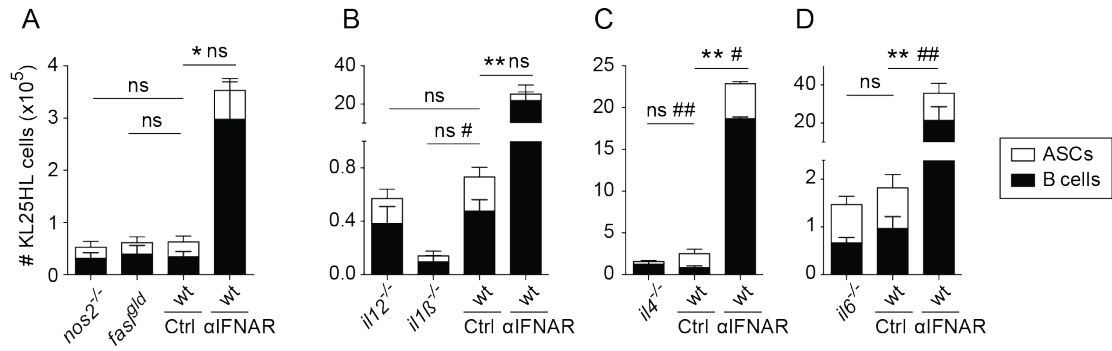 A
# KL25HL cells (x10⁵)
4
3
2
1
0
* ns
ns
ns
nos2⁻/⁻
faslᵍˡᵈ
wt
wt
Ctrl αIFNAR
B
40
20
0.8
0.4
0.0
** ns
ns
ns #
il12⁻/⁻
il1ß⁻/⁻
wt
wt
Ctrl αIFNAR
C
25
20
15
10
5
0
** #
ns ##
il4⁻/⁻
wt
wt
Ctrl αIFNAR
D
40
20
2
1
0
** ##
ns
il6⁻/⁻
wt
wt
Ctrl αIFNAR
ASCs
B cells